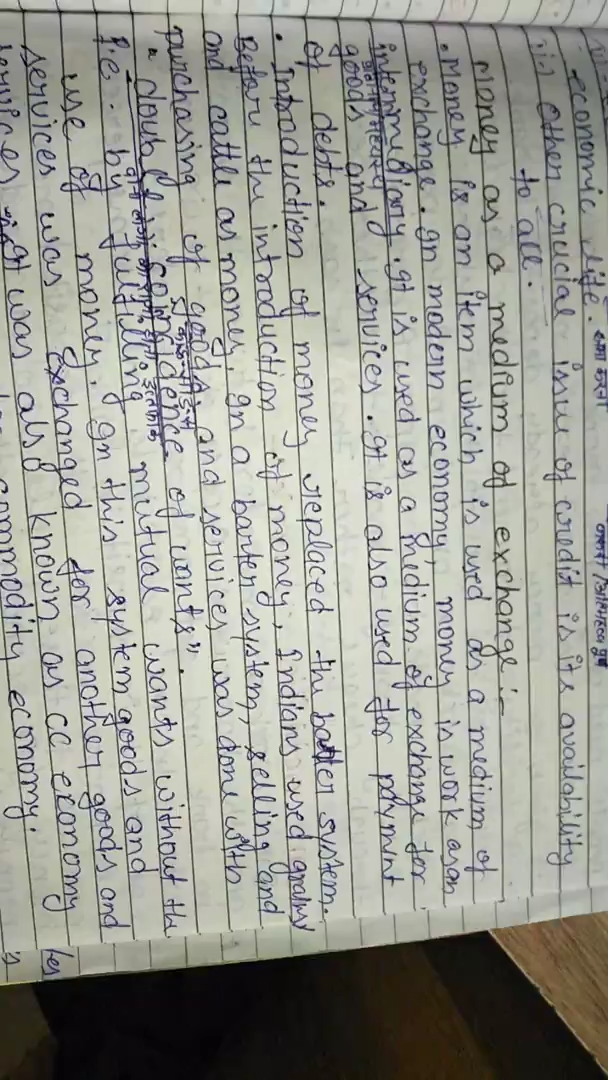 economic life.
ii) Other crucial issue of credit is its availability
to all.
Money as a medium of exchange :-
• Money is an item which is used as a medium of
exchange. In modern economy, money is work as an
intermediary. It is used as a medium of exchange for
goods and services. It is also used for payment
of debts.
• Introduction of money replaced the barter system.
Before the introduction of money, Indians used grains
and cattle as money. In a barter system, selling and
purchasing of goods and services was done with
"double coincidence of wants".
i.e. by fulfilling mutual wants without the
use of money. In this system goods and
services was exchanged for another goods and
services. it was also known as cc economy
commodity economy.